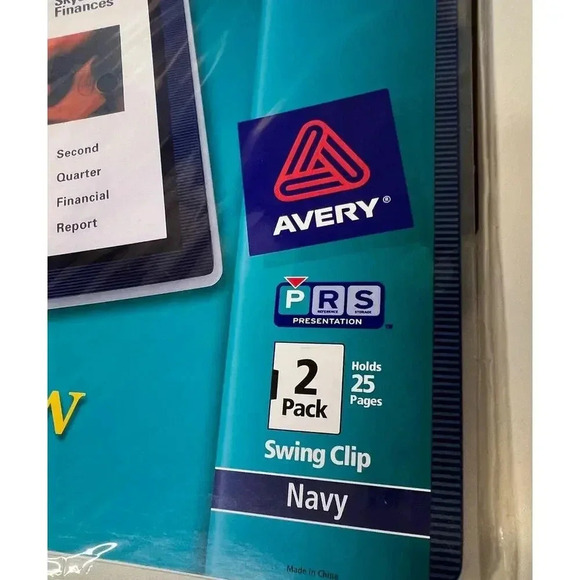 Finances
Second
Quarter
Financial
Report
AVERY®
P R S
REFERENCE STORAGE
PRESENTATION ™
2
Pack
Holds
25
Pages
Swing Clip
Navy
Made in China